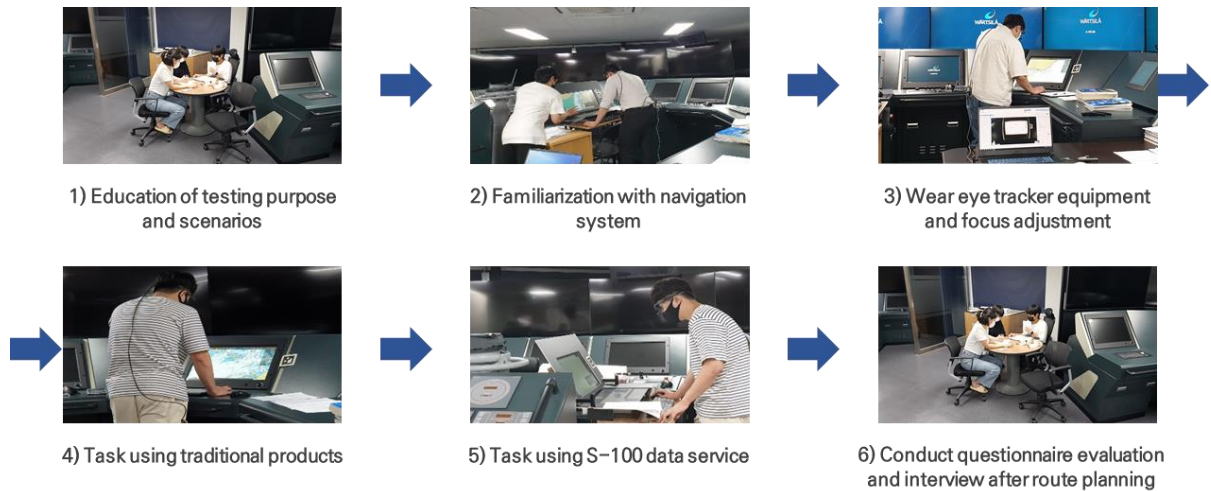 WÄRTSILÄ
WÄRTSILÄ
1) Education of testing purpose
and scenarios
2) Familiarization with navigation
system
3) Wear eye tracker equipment
and focus adjustment
4) Task using traditional products
5) Task using S-100 data service
6) Conduct questionnaire evaluation
and interview after route planning